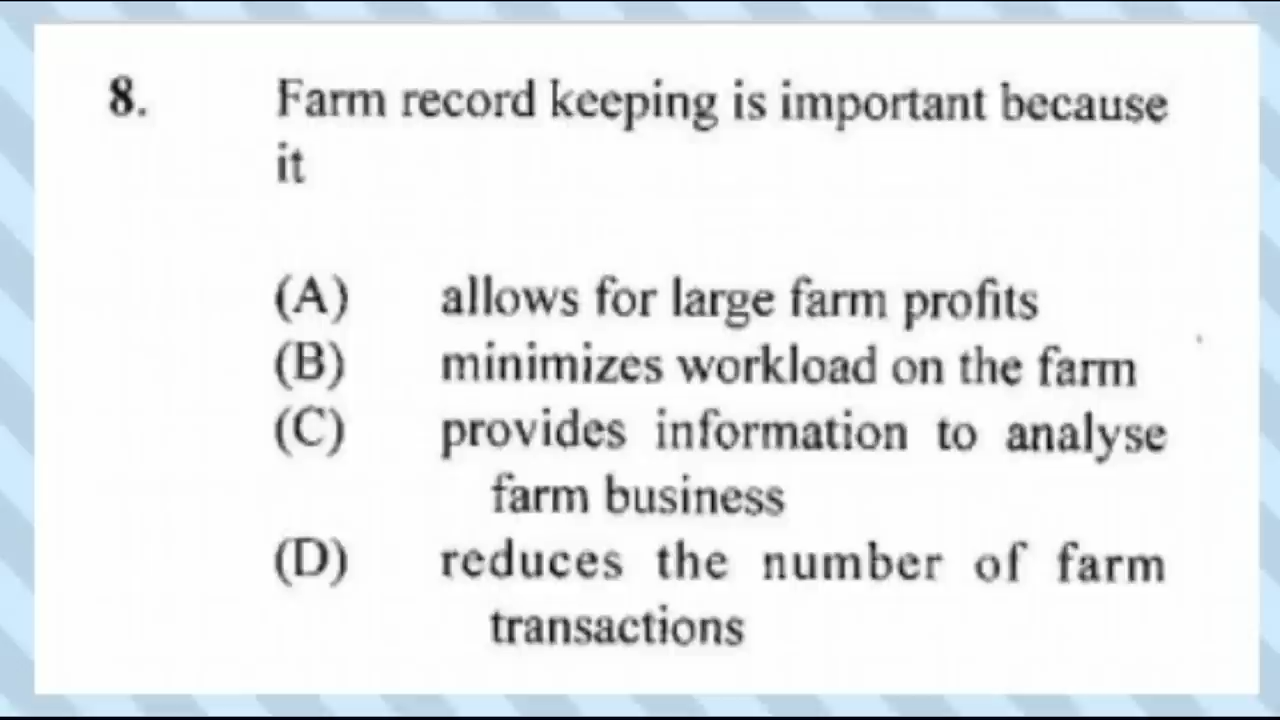 8. Farm record keeping is important because
it
(A) allows for large farm profits
(B) minimizes workload on the farm
(C) provides information to analyse
farm business
(D) reduces the number of farm
transactions